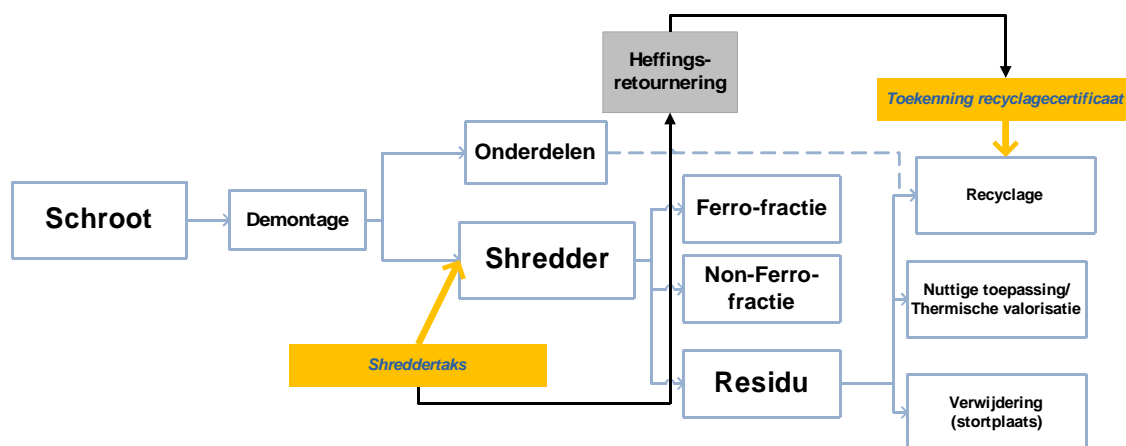 Heffings-
retournering
Toekenning recyclagecertificaat
Onderdelen
Schroot
Demontage
Ferro-fractie
Recyclage
Shredder
Non-Ferro-
fractie
Nuttige toepassing/
Thermische valorisatie
Shreddertaks
Residu
Verwijdering
(stortplaats)